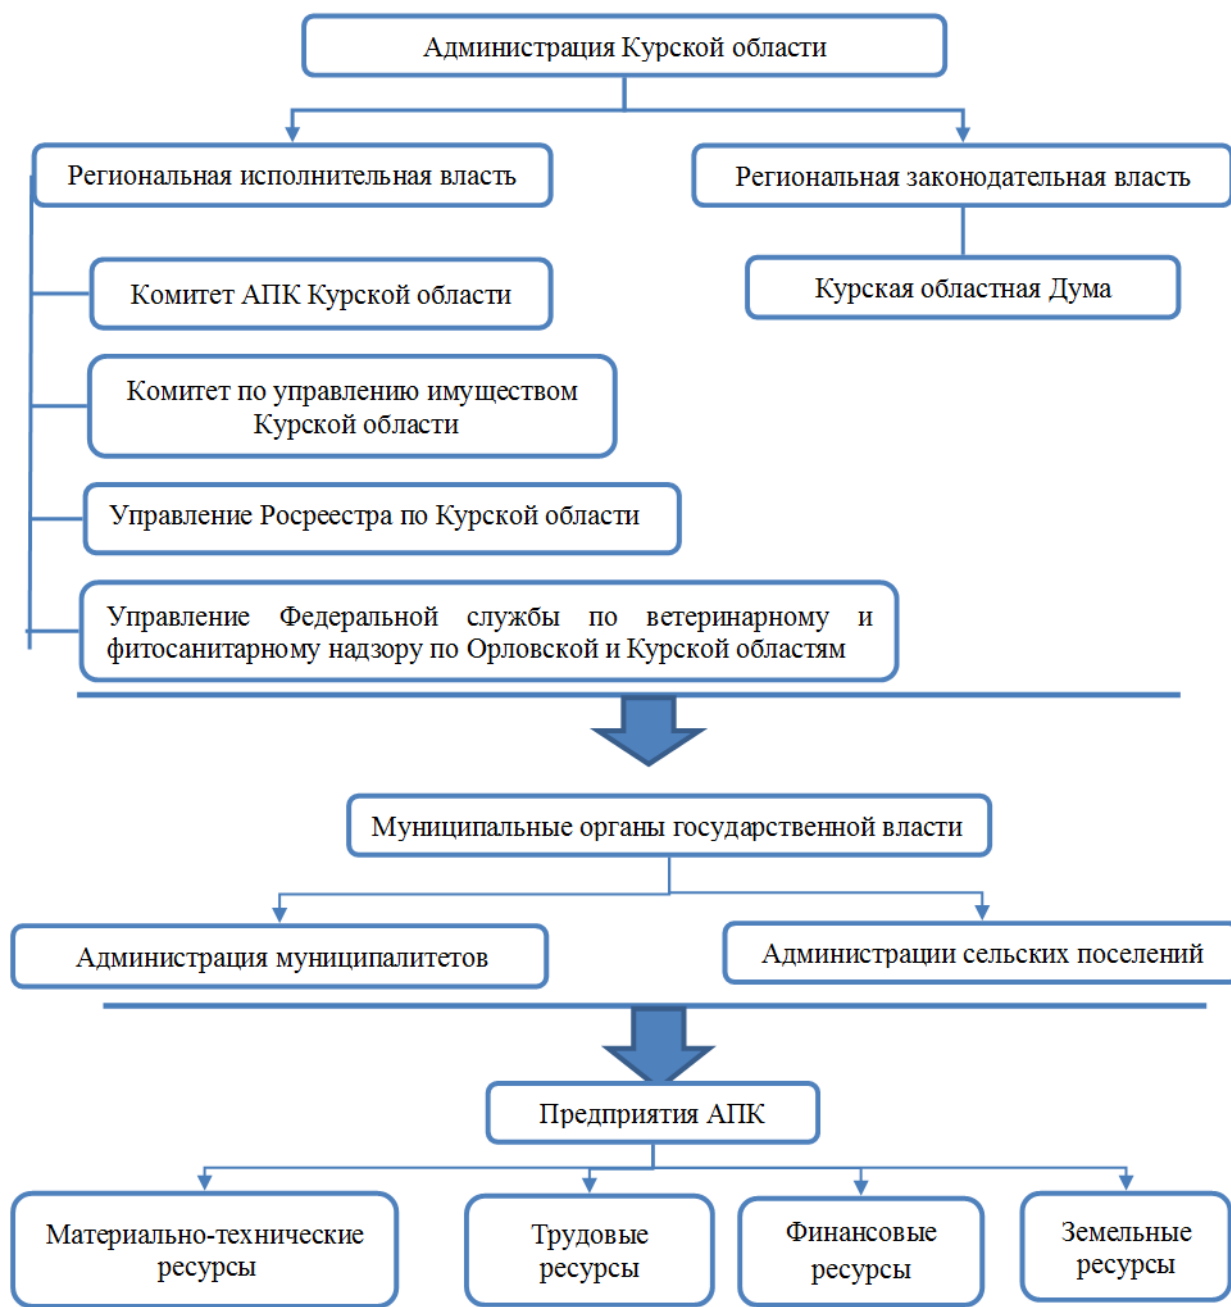 Администрация Курской области
Региональная исполнительная власть
Региональная законодательная власть
Комитет АПК Курской области
Курская областная Дума
Комитет по управлению имуществом
Курской области
Управление Росреестра по Курской области
Управление Федеральной службы по ветеринарному и
фитосанитарному надзору по Орловской и Курской областям
Муниципальные органы государственной власти
Администрация муниципалитетов
Администрации сельских поселений
Предприятия АПК
Материально-технические
ресурсы
Трудовые
ресурсы
Финансовые
ресурсы
Земельные
ресурсы